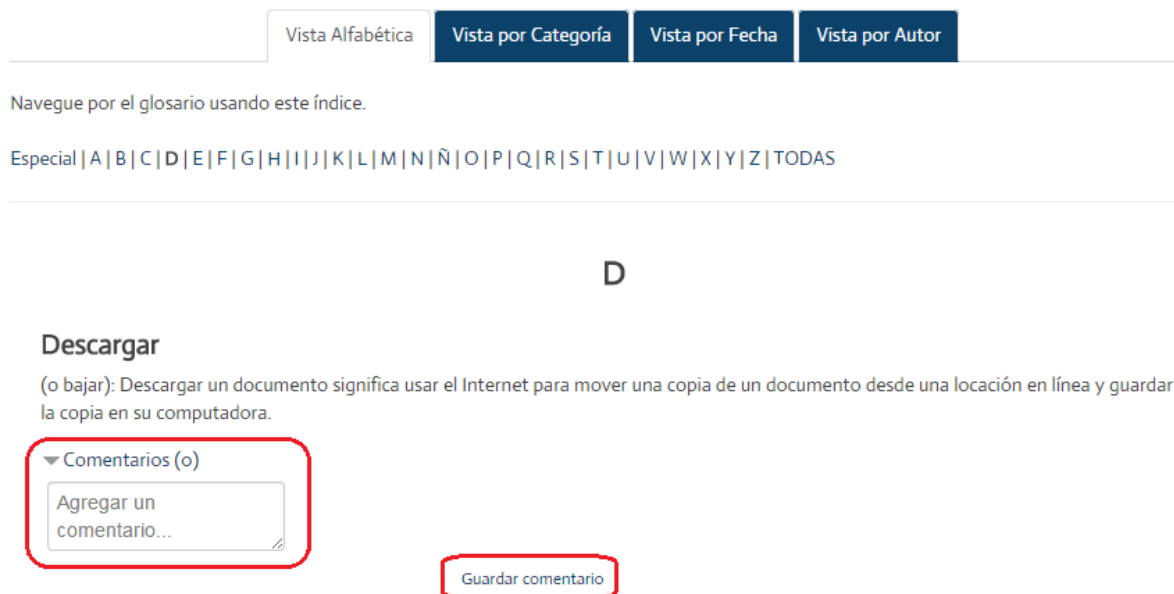 Vista Alfabética Vista por Categoría Vista por Fecha Vista por Autor
Navegue por el glosario usando este índice.
Especial | A | B | C | D | E | F | G | H | I | J | K | L | M | N | Ñ | O | P | Q | R | S | T | U | V | W | X | Y | Z | TODAS
D
Descargar
(o bajar): Descargar un documento significa usar el Internet para mover una copia de un documento desde una locación en línea y guardar
la copia en su computadora.
Comentarios (0)
Agregar un
comentario...
Guardar comentario